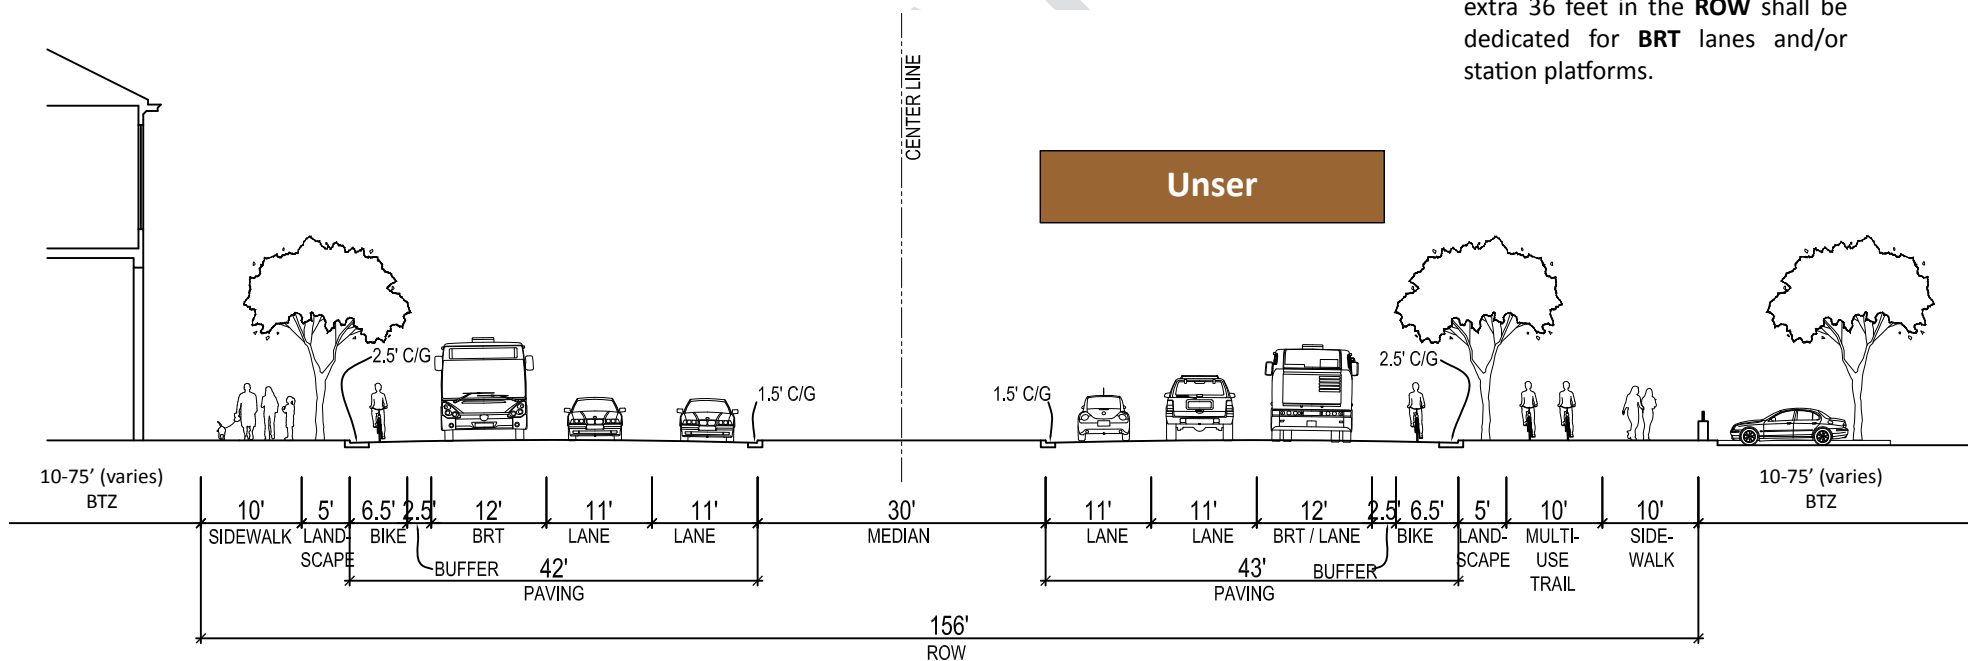 extra 36 feet in the ROW shall be
dedicated for BRT lanes and/or
station platforms.
CENTER LINE
Unser
2.5' C/G
1.5' C/G
1.5' C/G
2.5' C/G
10-75’ (varies)
BTZ
10'
SIDEWALK
5'
LAND-
SCAPE
6.5'
BIKE
2.5'
BUFFER
12'
BRT
11'
LANE
11'
LANE
42'
PAVING
30'
MEDIAN
11'
LANE
11'
LANE
12'
BRT / LANE
2.5'
BUFFER
6.5'
BIKE
43'
PAVING
5'
LAND-
SCAPE
10'
MULTI-
USE
TRAIL
10'
SIDE-
WALK
10-75’ (varies)
BTZ
156'
ROW